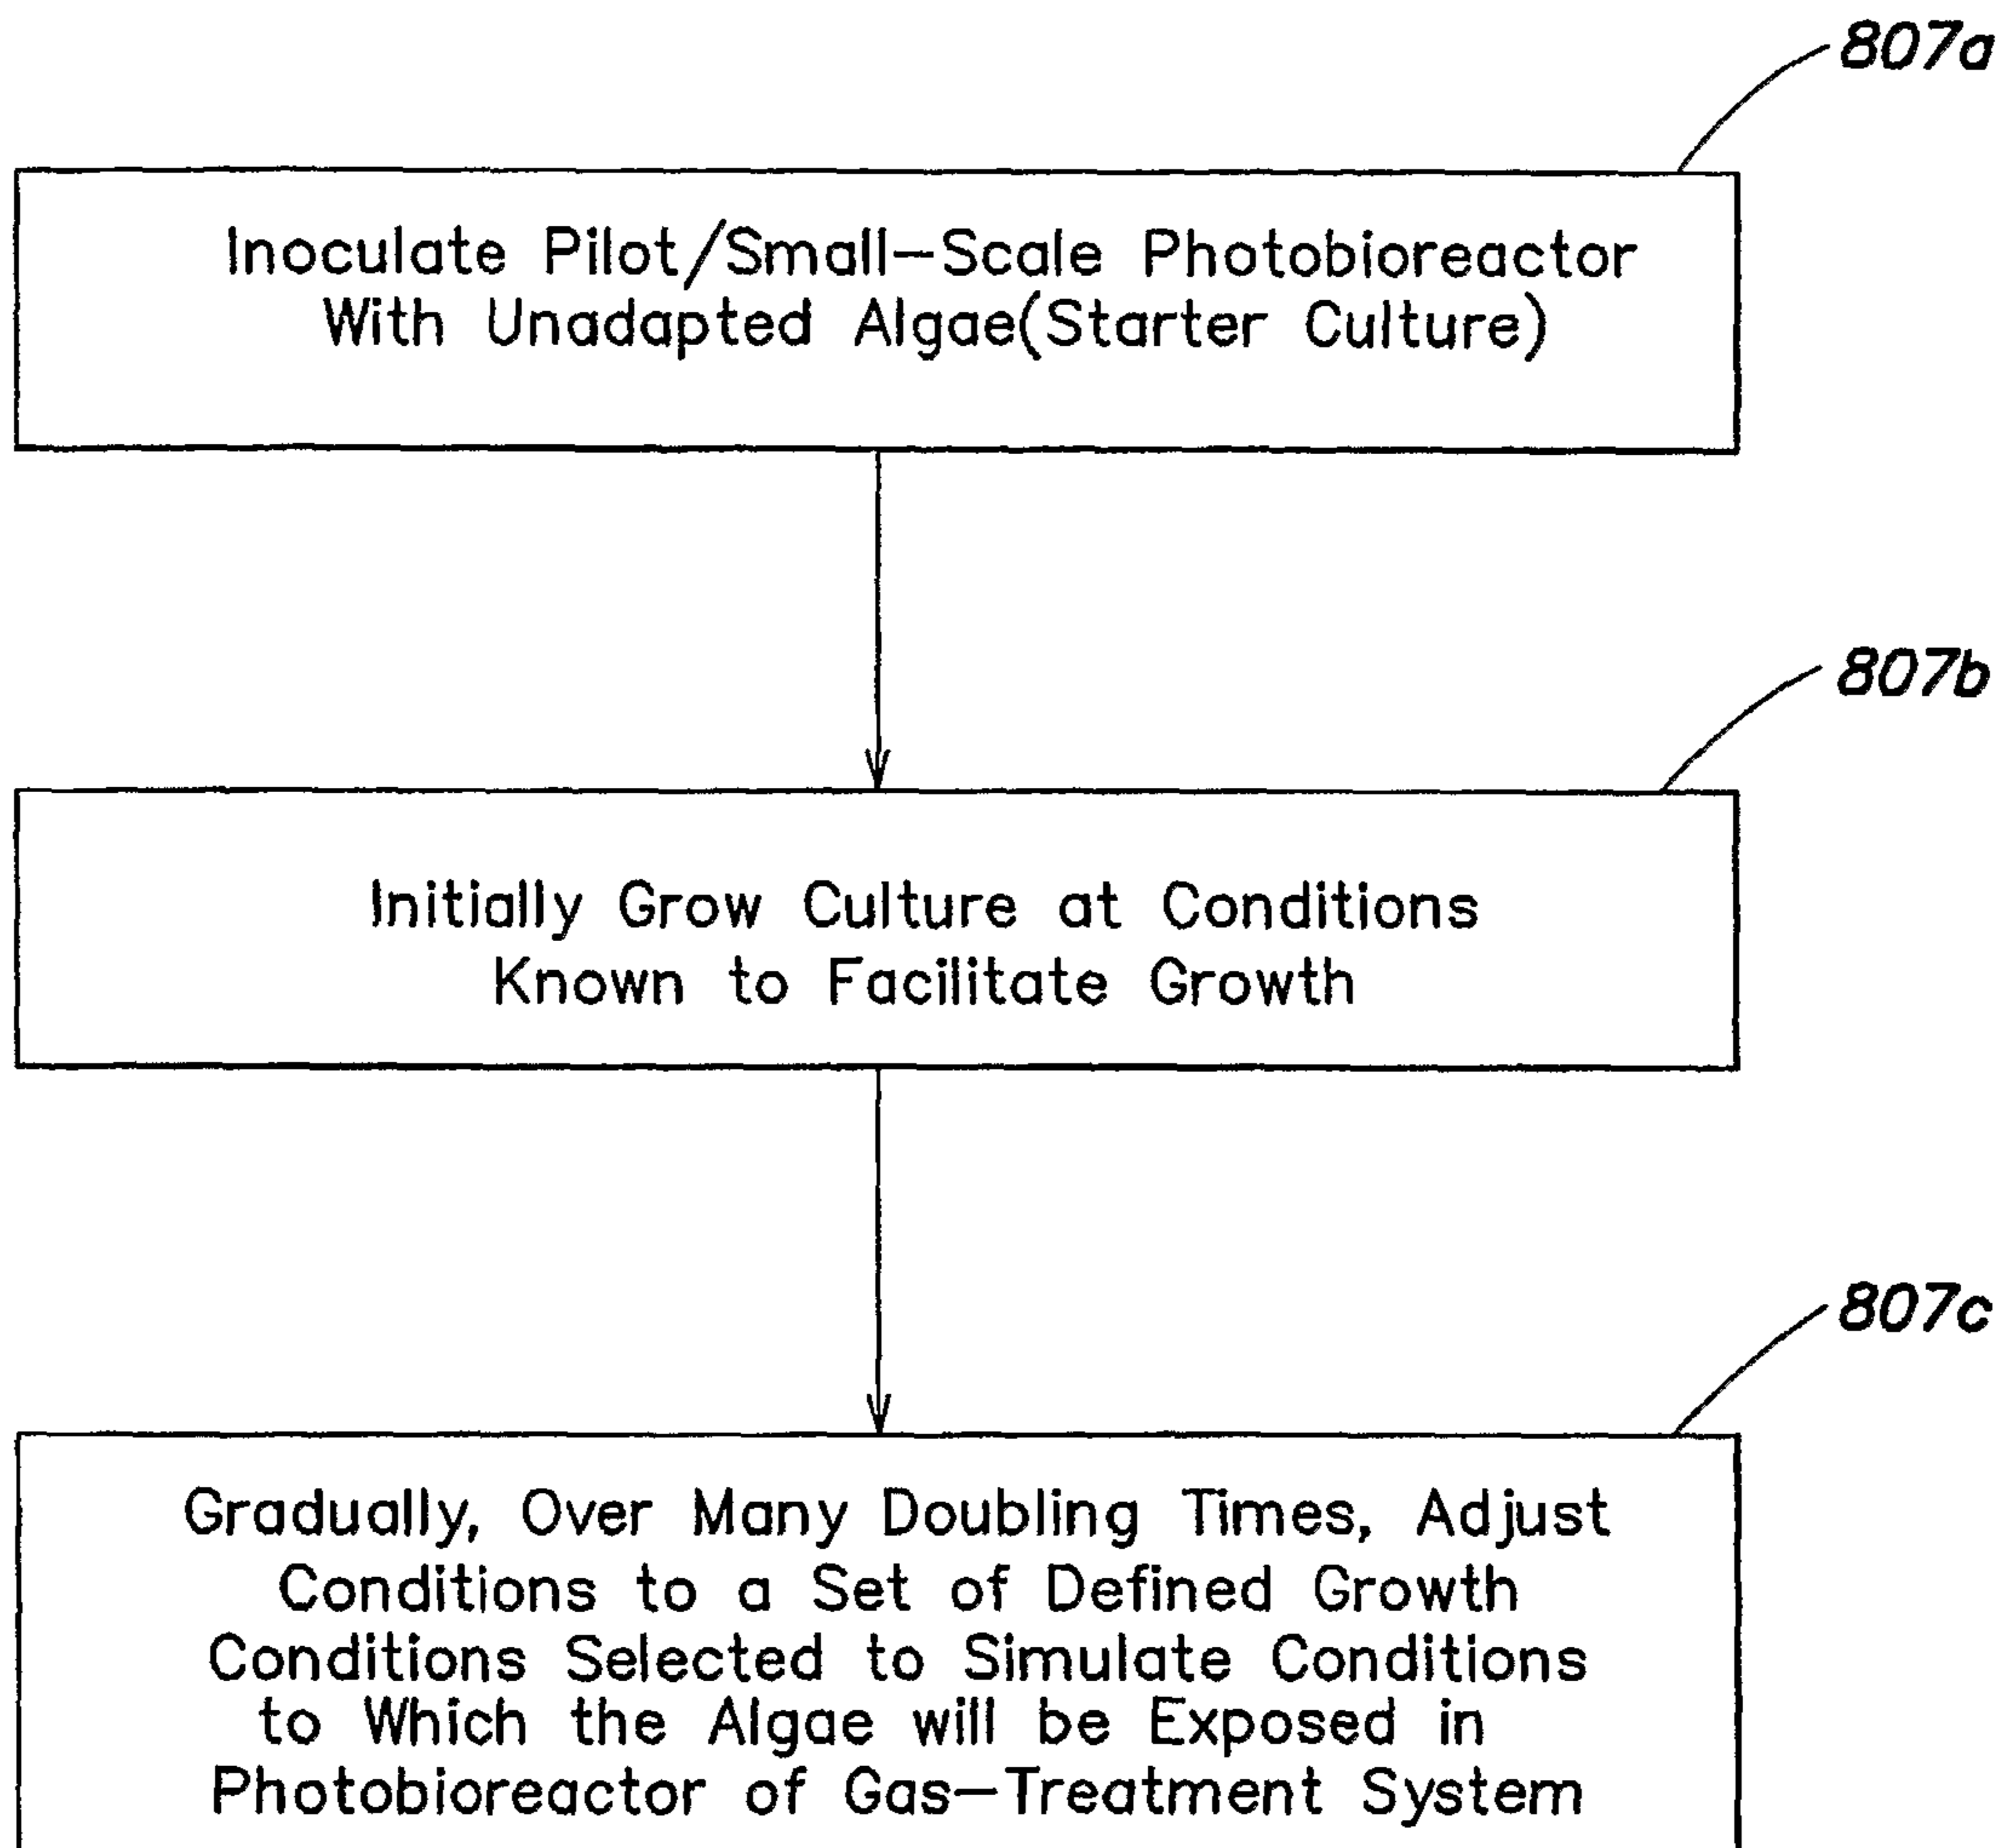 807a
Inoculate Pilot/Small-Scale Photobioreactor
With Unadapted Algae(Starter Culture)
807b
Initially Grow Culture at Conditions
Known to Facilitate Growth
807c
Gradually, Over Many Doubling Times, Adjust
Conditions to a Set of Defined Growth
Conditions Selected to Simulate Conditions
to Which the Algae will be Exposed in
Photobioreactor of Gas-Treatment System